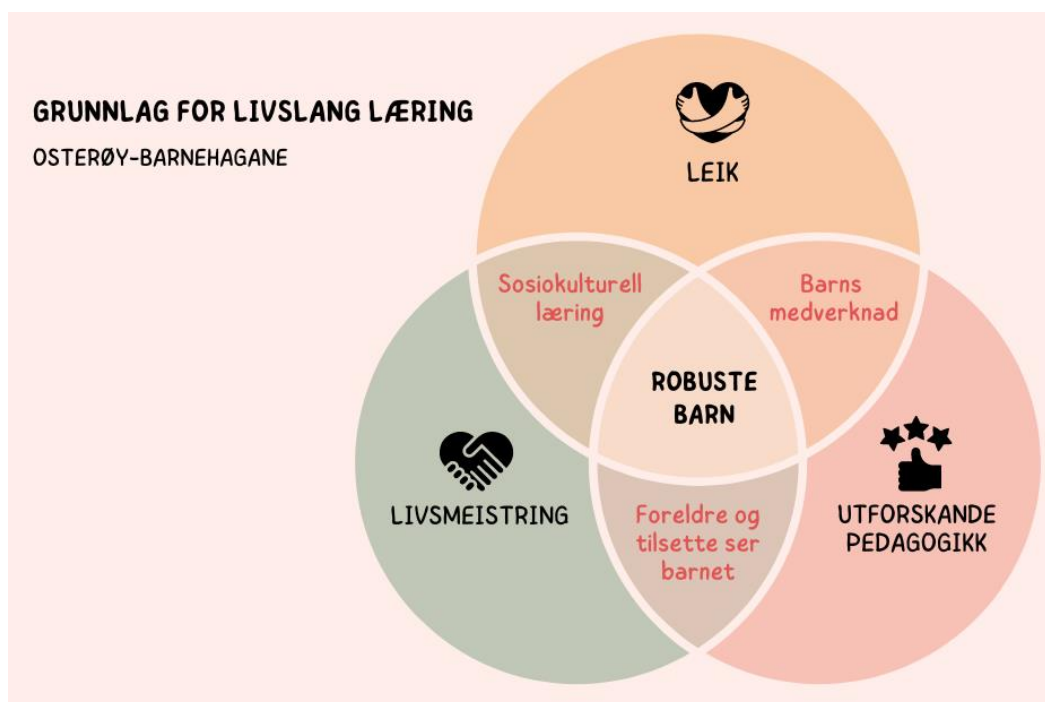 GRUNNLAG FOR LIVSLANG LÆRING
OSTERØY-BARNEHAGANE
LEIK
Sosiokulturell
læring
Barns
medverknad
ROBUSTE
BARN
LIVSMEISTRING
Foreldre og
tilsette ser
barnet
UTFORSKANDE
PEDAGOGIKK